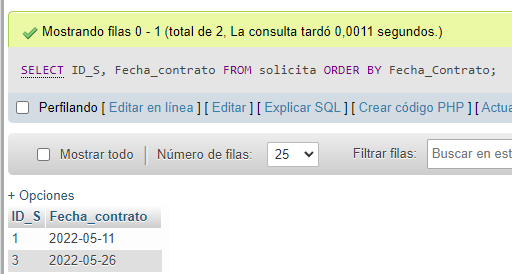 Mostrando filas 0 - 1 (total de 2, La consulta tardó 0,0011 segundos.)
SELECT ID_S, Fecha_contrato FROM solicita ORDER BY Fecha_Contrato;
Perfilando [ Editar en línea ] [ Editar ] [ Explicar SQL ] [ Crear código PHP ] [ Actua
Mostrar todo Número de filas: 25 Filtrar filas: Buscar en est
+ Opciones
ID_S Fecha_contrato
1 2022-05-11
3 2022-05-26